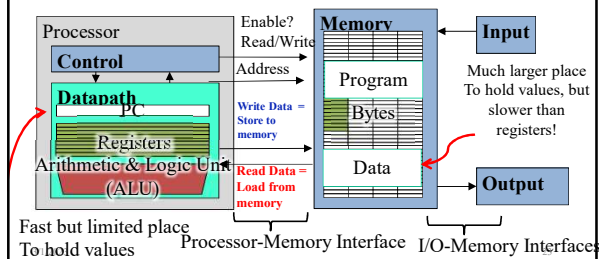 Processor
Control
Datapath
PC
Registers
Arithmetic & Logic Unit
(ALU)
Fast but limited place
To hold values
Enable?
Read/Write
Address
Write Data =
Store to
memory
Read Data =
Load from
memory
Processor-Memory Interface
Memory
Program
Bytes
Data
Input
Much larger place
To hold values, but
slower than
registers!
Output
I/O-Memory Interfaces